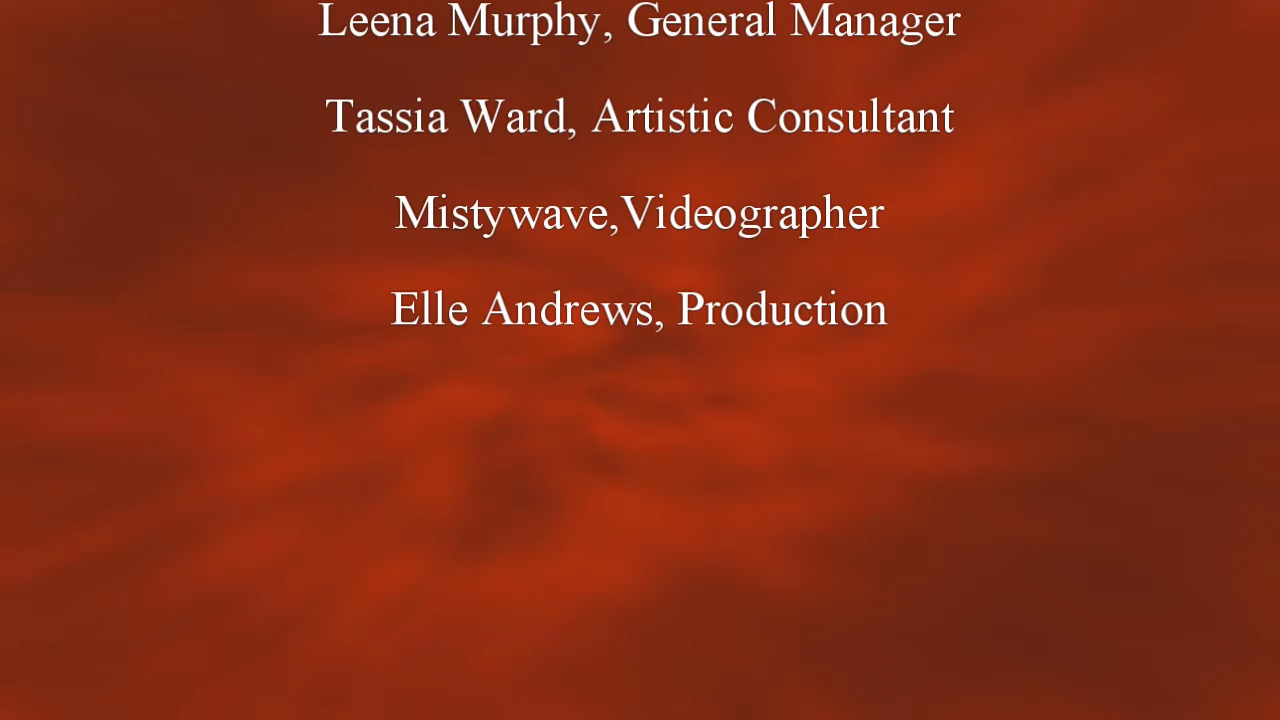 Leena Murphy, General Manager
Tassia Ward, Artistic Consultant
Mistywave,Videographer
Elle Andrews, Production